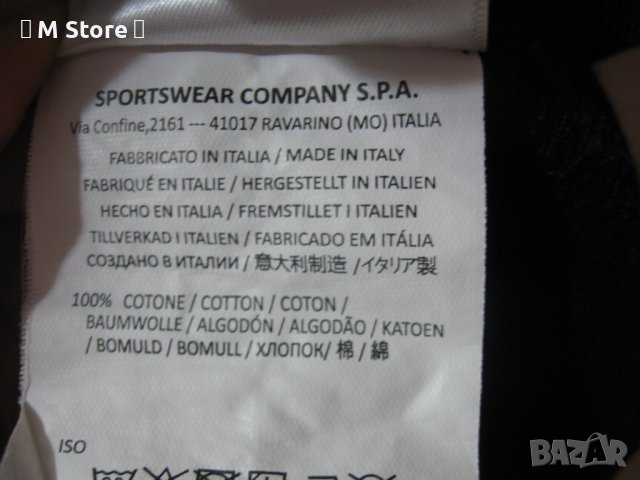 M Store
SPORTSWEAR COMPANY S.P.A.
Via Confine,2161 --- 41017 RAVARINO (MO) ITALIA
FABBRICATO IN ITALIA / MADE IN ITALY
FABRIQUÉ EN ITALIE / HERGESTELLT IN ITALIEN
HECHO EN ITALIA / FREMSTILLET I ITALIEN
TILLVERKAD I ITALIEN / FABRICADO EM ITÁLIA
СОЗДАНО В ИТАЛИИ / 意大利制造 /イタリア製
100% COTONE / COTTON / COTON /
BAUMWOLLE / ALGODÓN / ALGODÃO / KATOEN
/ BOMULD / BOMULL / ХЛОПОК/ 棉 / 綿
ISO
BAZAR